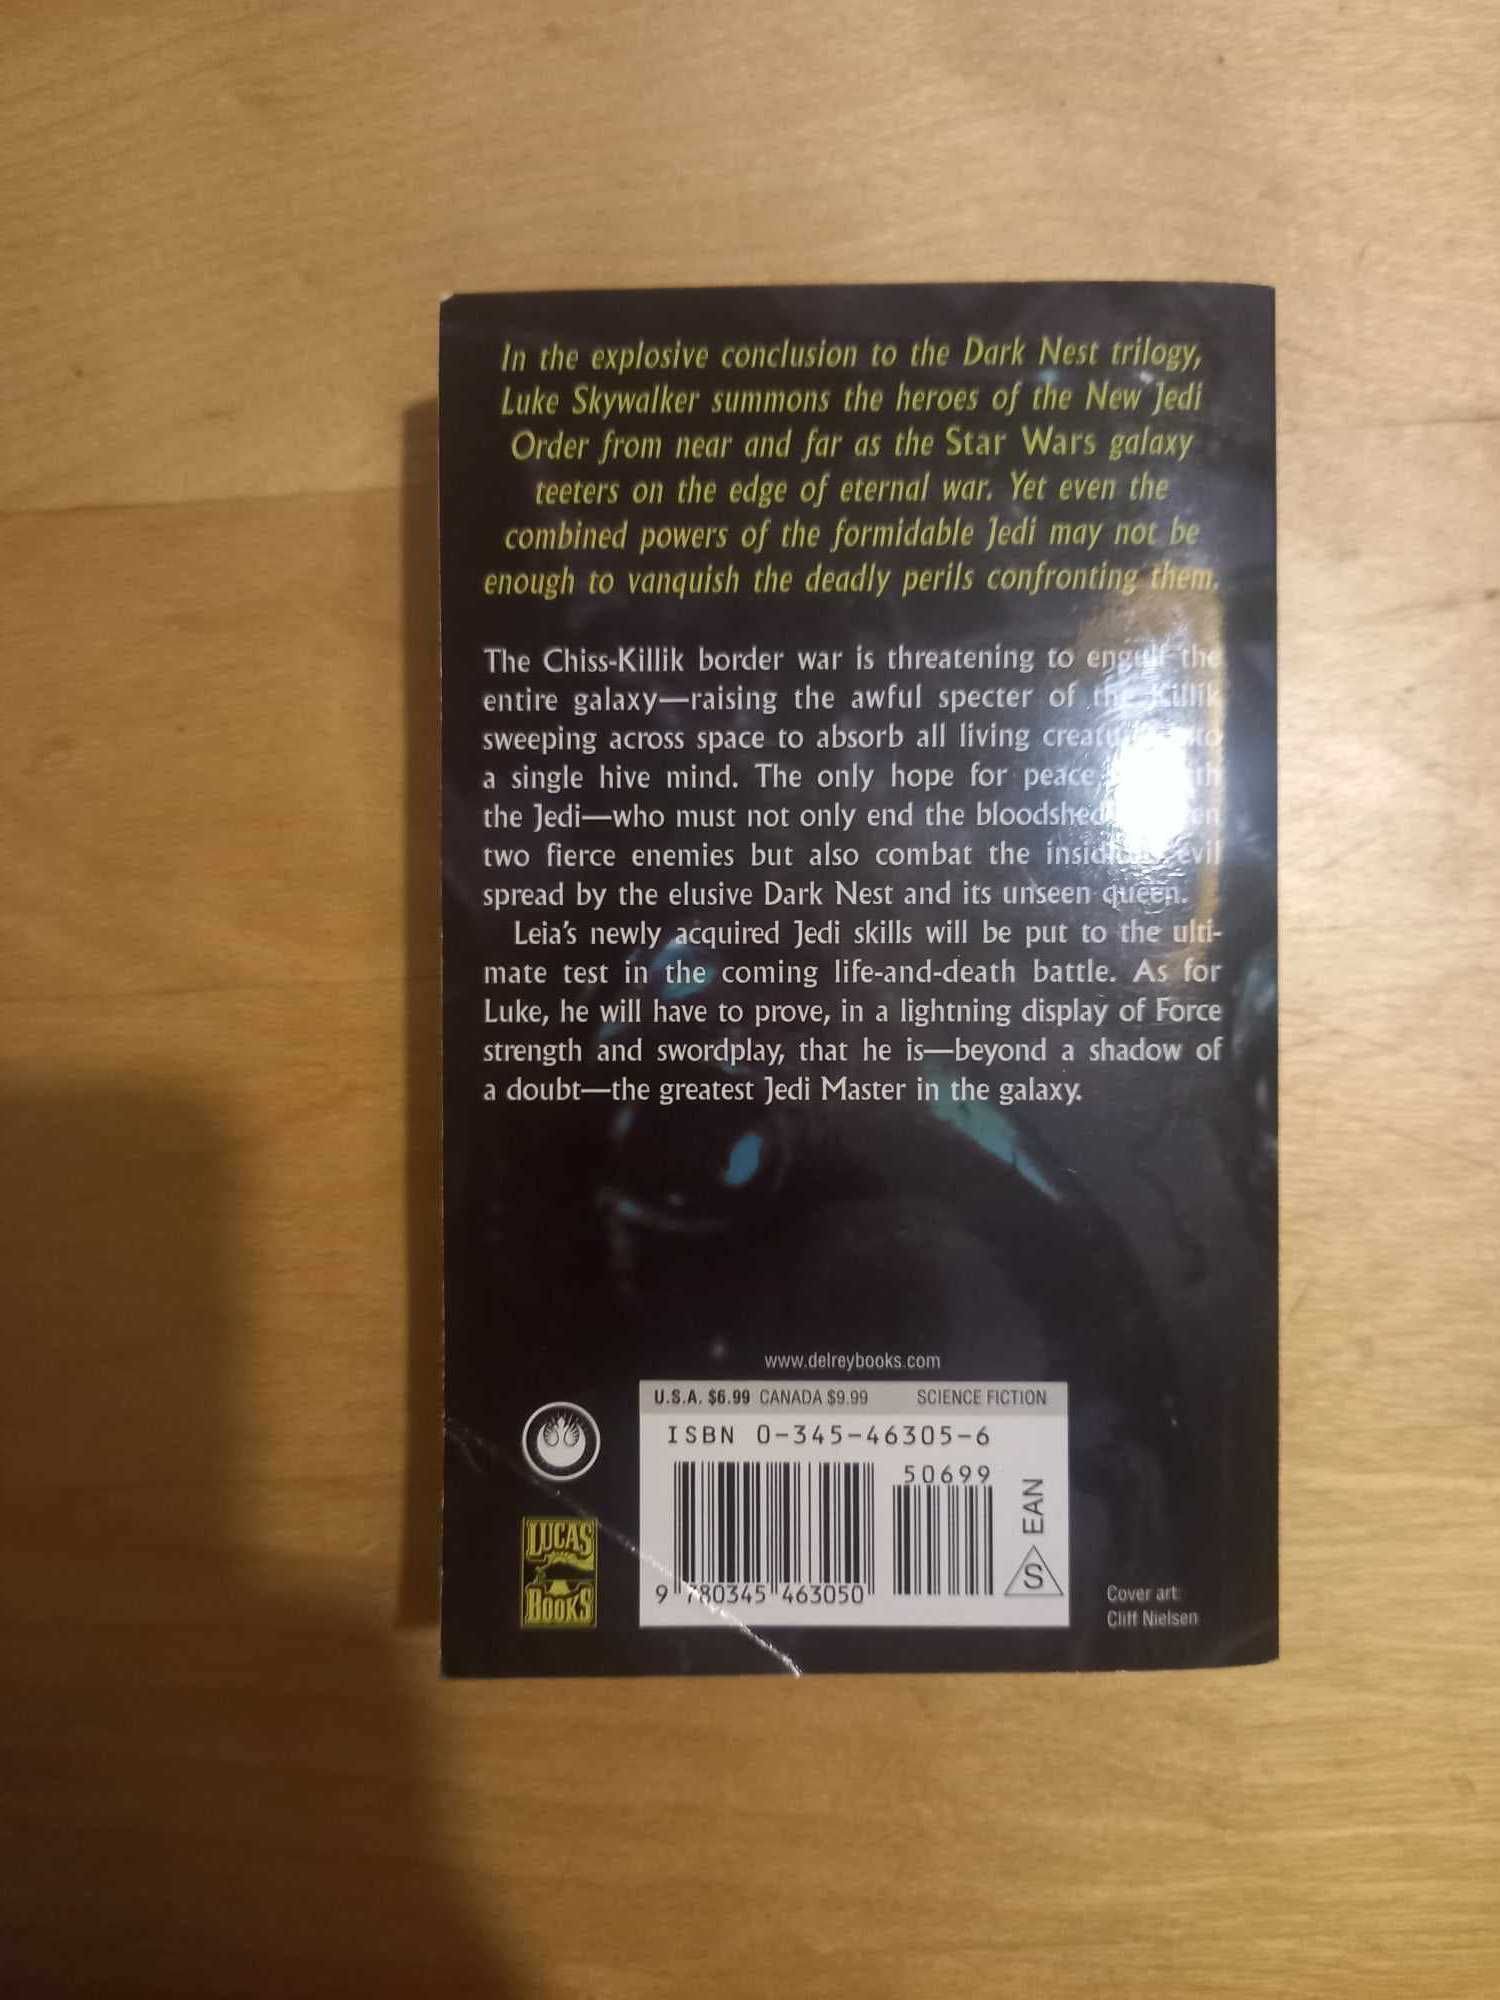 In the explosive conclusion to the Dark Nest trilogy,
Luke Skywalker summons the heroes of the New Jedi
Order from near and far as the Star Wars galaxy
teeters on the edge of eternal war. Yet even the
combined powers of the formidable Jedi may not be
enough to vanquish the deadly perils confronting them.
The Chiss-Killik border war is threatening to engulf the
entire galaxy—raising the awful specter of the Killik
sweeping across space to absorb all living
a single hive mind. The only hope for peace
the Jedi—who must not only end the bloodshed
two fierce enemies but also combat the insidious evil
spread by the elusive Dark Nest and its unseen queen.
Leia's newly acquired Jedi skills will be put to the ulti-
mate test in the coming life-and-death battle. As for
Luke, he will have to prove, in a lightning display of Force
strength and swordplay, that he is—beyond a shadow of
a doubt—the greatest Jedi Master in the galaxy.
www.delreybooks.com
U.S.A. $6.99 CANADA $9.99 SCIENCE FICTION
ISBN 0-345-46305-6
50699
EAN
S
9 780345 463050
LUCAS
BOOKS
Cover art:
Cliff Nielsen